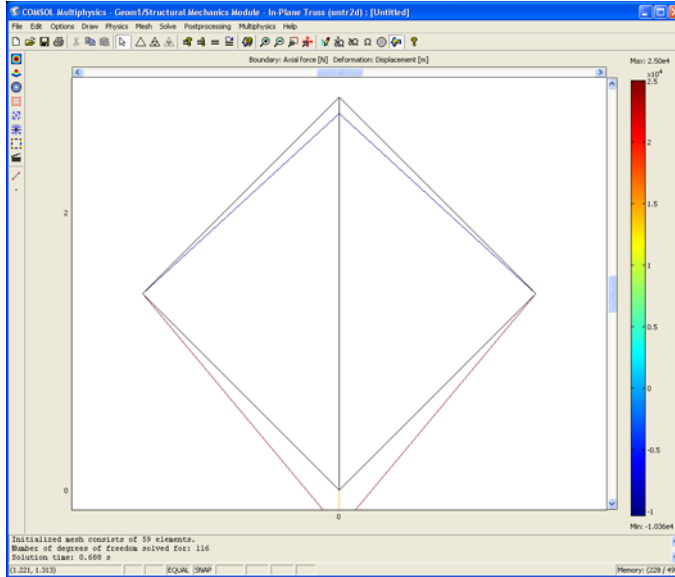 COMSOL Multiphysics - Geom1/Structural Mechanics Module - In-Plane Truss (smtr2d) : [Untitled]
File Edit Options Draw Physics Mesh Solve Postprocessing Multiphysics Help
Boundary: Axial force [N] Deformation: Displacement [m]
Max: 2.50e4
x10^4
2.5
2
1.5
1
0.5
0
-0.5
-1
Min: -1.036e4
2
0
0
Initialized mesh consists of 59 elements.
Number of degrees of freedom solved for: 116
Solution time: 0.688 s
(1.221, 1.313)
EQUAL
SNAP
Memory: (228 / 49